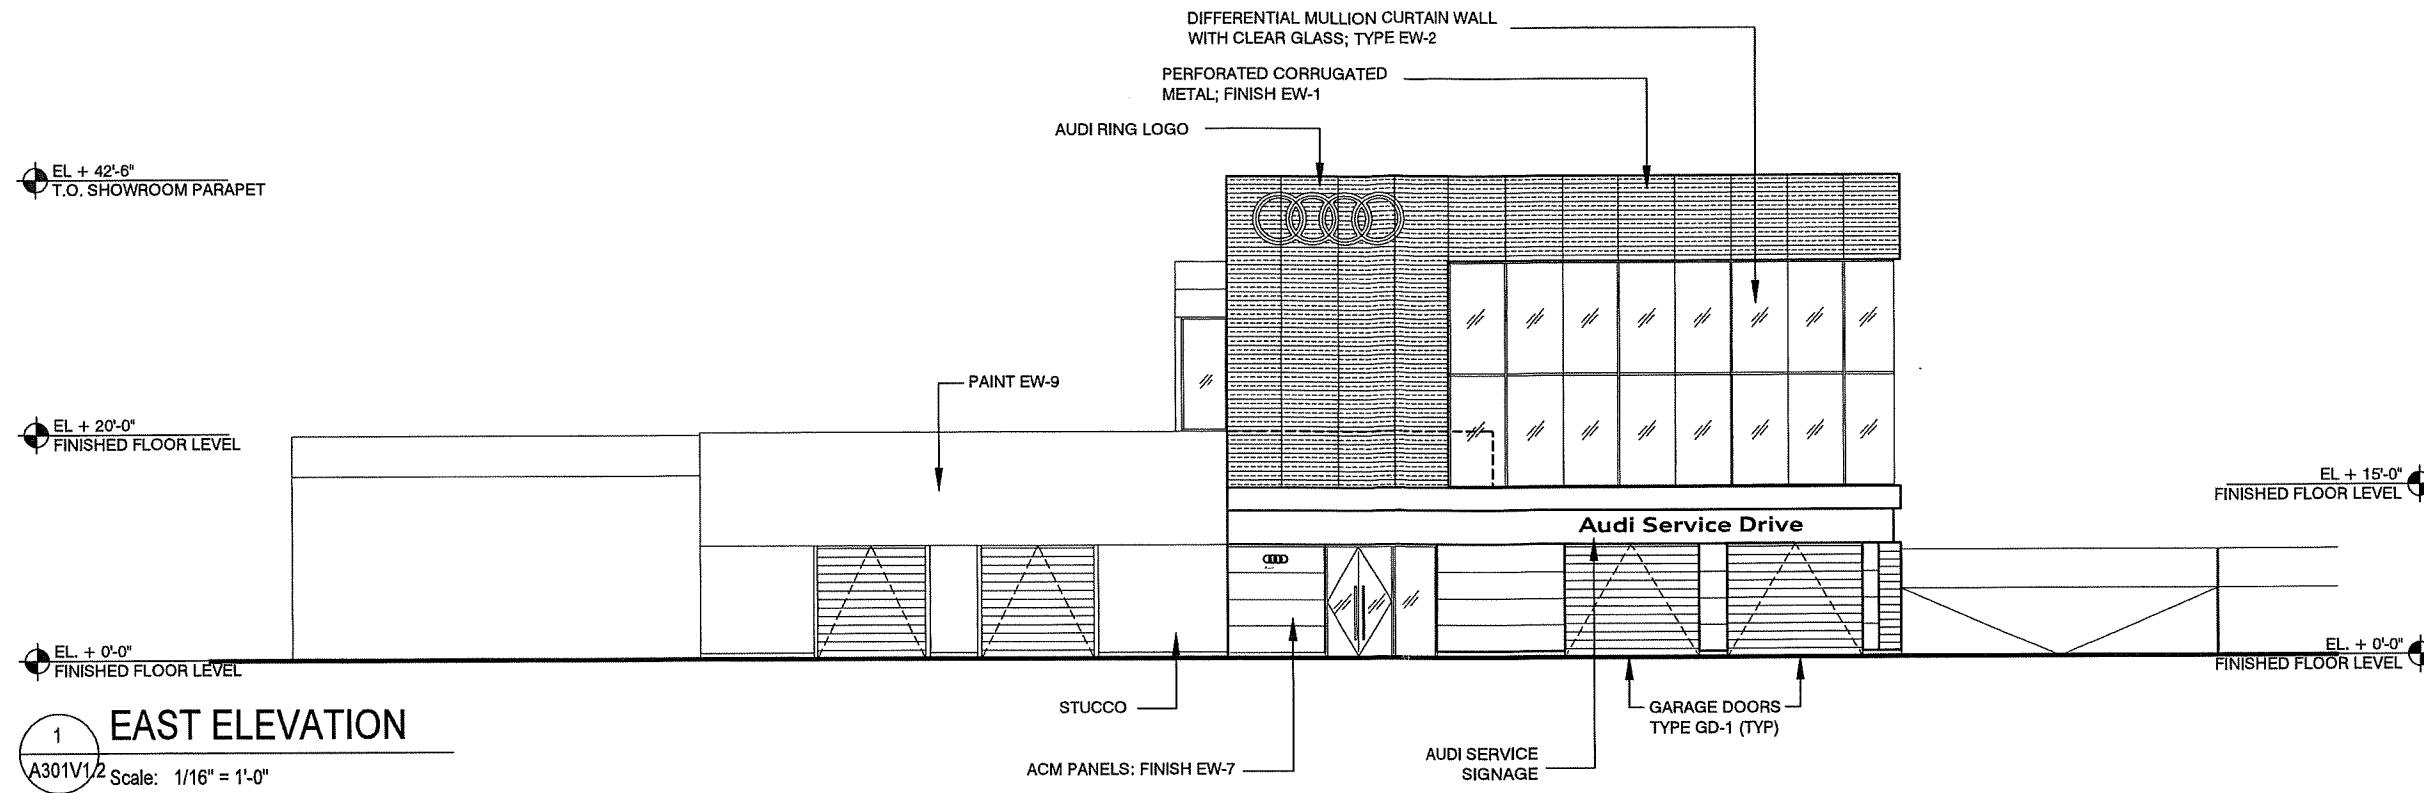 DIFFERENTIAL MULLION CURTAIN WALL
WITH CLEAR GLASS; TYPE EW-2
PERFORATED CORRUGATED
METAL; FINISH EW-1
AUDI RING LOGO
EL + 42'-6"
T.O. SHOWROOM PARAPET
PAINT EW-9
EL + 20'-0"
FINISHED FLOOR LEVEL
EL + 15'-0"
FINISHED FLOOR LEVEL
Audi Service Drive
EL. + 0'-0"
FINISHED FLOOR LEVEL
EL. + 0'-0"
FINISHED FLOOR LEVEL
STUCCO
GARAGE DOORS
TYPE GD-1 (TYP)
AUDI SERVICE
SIGNAGE
ACM PANELS: FINISH EW-7
1
EAST ELEVATION
A301V1.2
Scale: 1/16" = 1'-0"